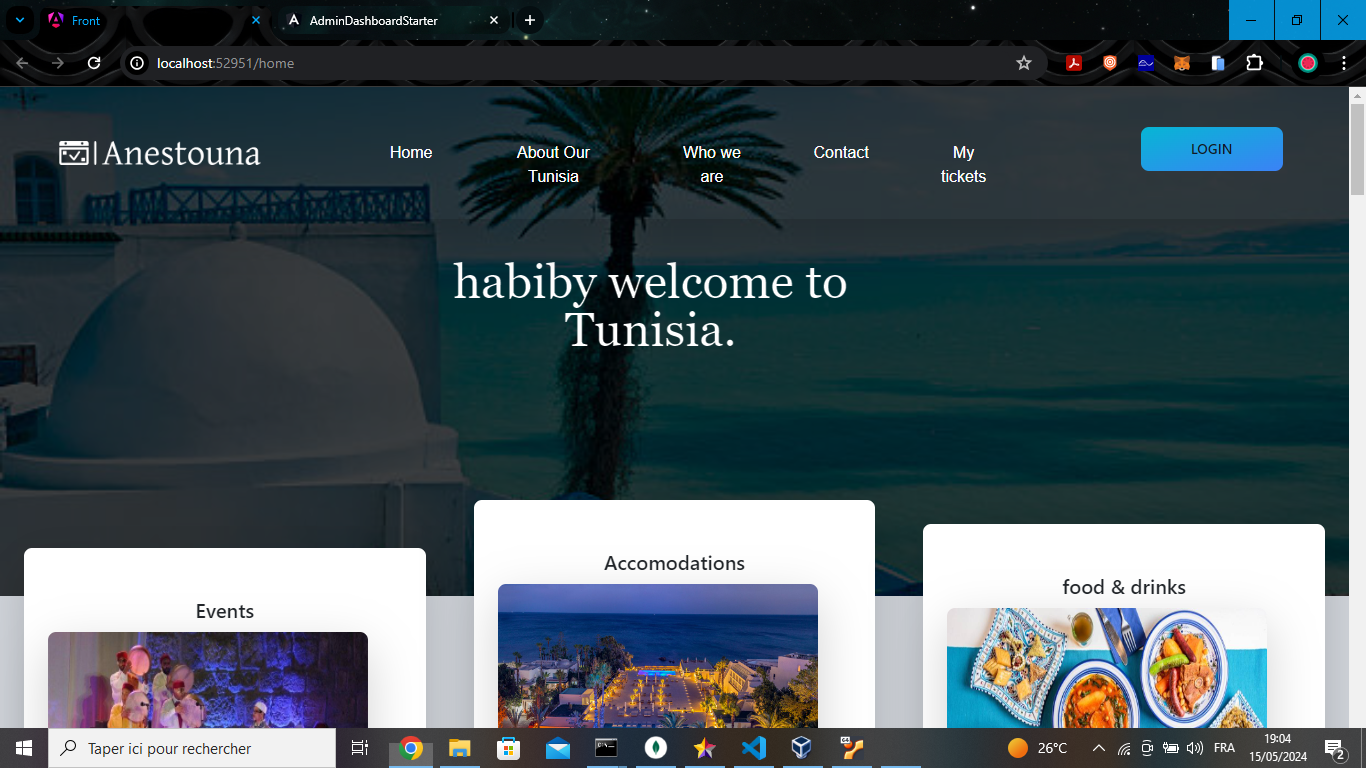 Front
AdminDashboardStarter
localhost:52951/home
Anestouna
Home
About Our
Tunisia
Who we
are
Contact
My
tickets
LOGIN
habiby welcome to
Tunisia.
Events
Accomodations
food & drinks
Taper ici pour rechercher
26°C
FRA
19:04
15/05/2024
2